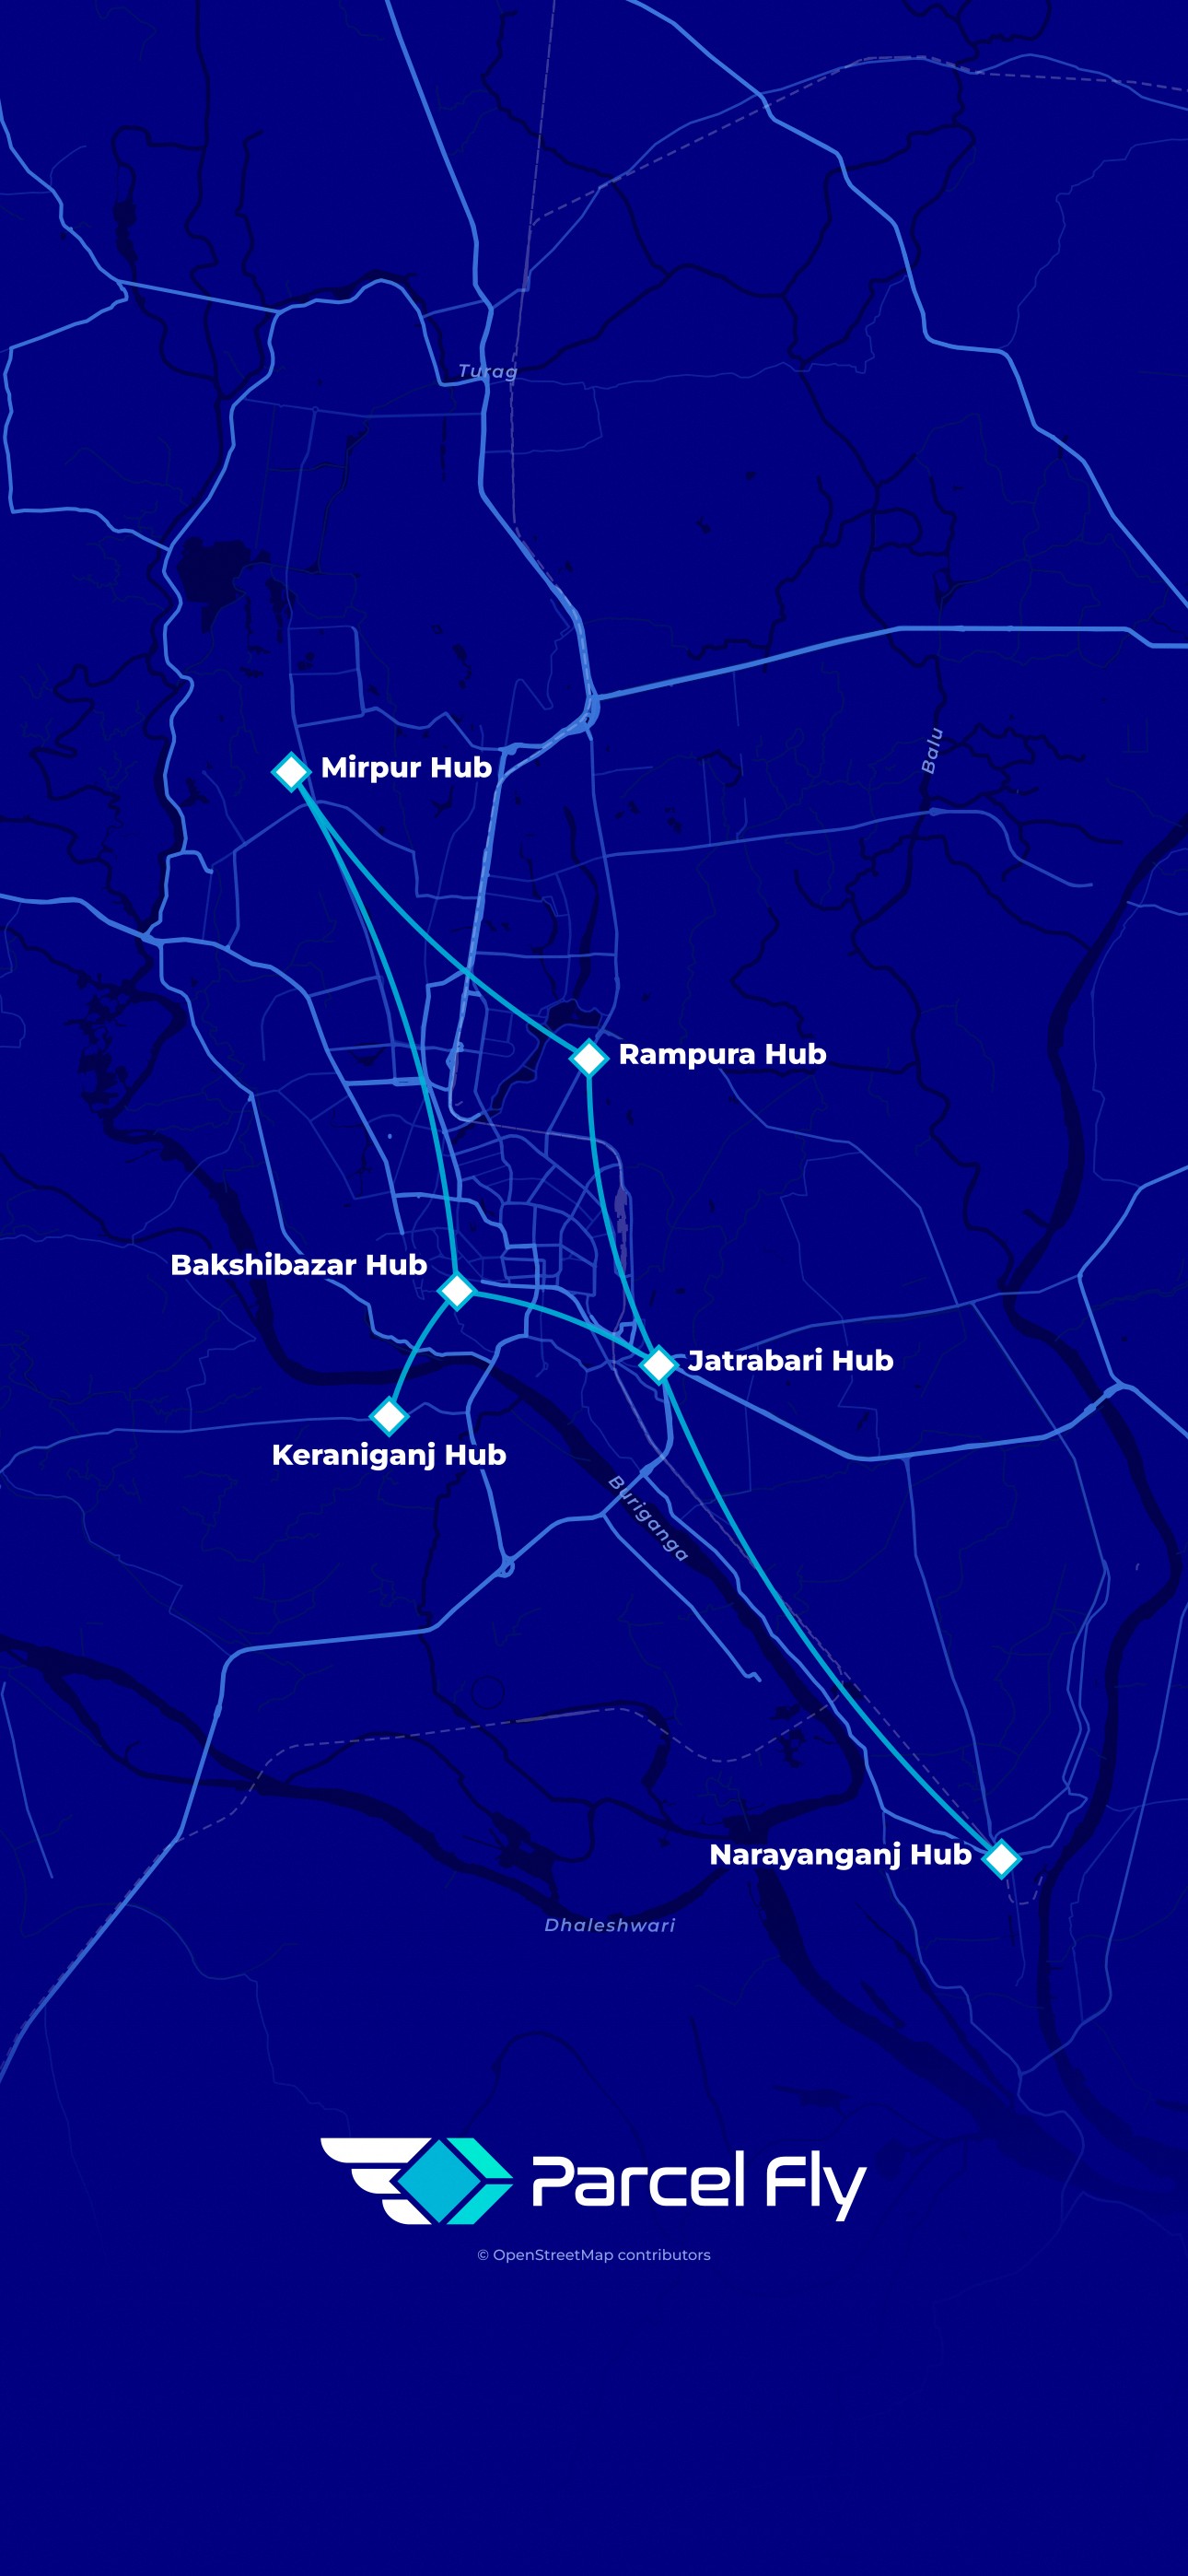 Turag
Balu
Mirpur Hub
Rampura Hub
Bakshibazar Hub
Jatrabari Hub
Keraniganj Hub
Buriganga
Narayanganj Hub
Dhaleshwari
Parcel Fly
© OpenStreetMap contributors